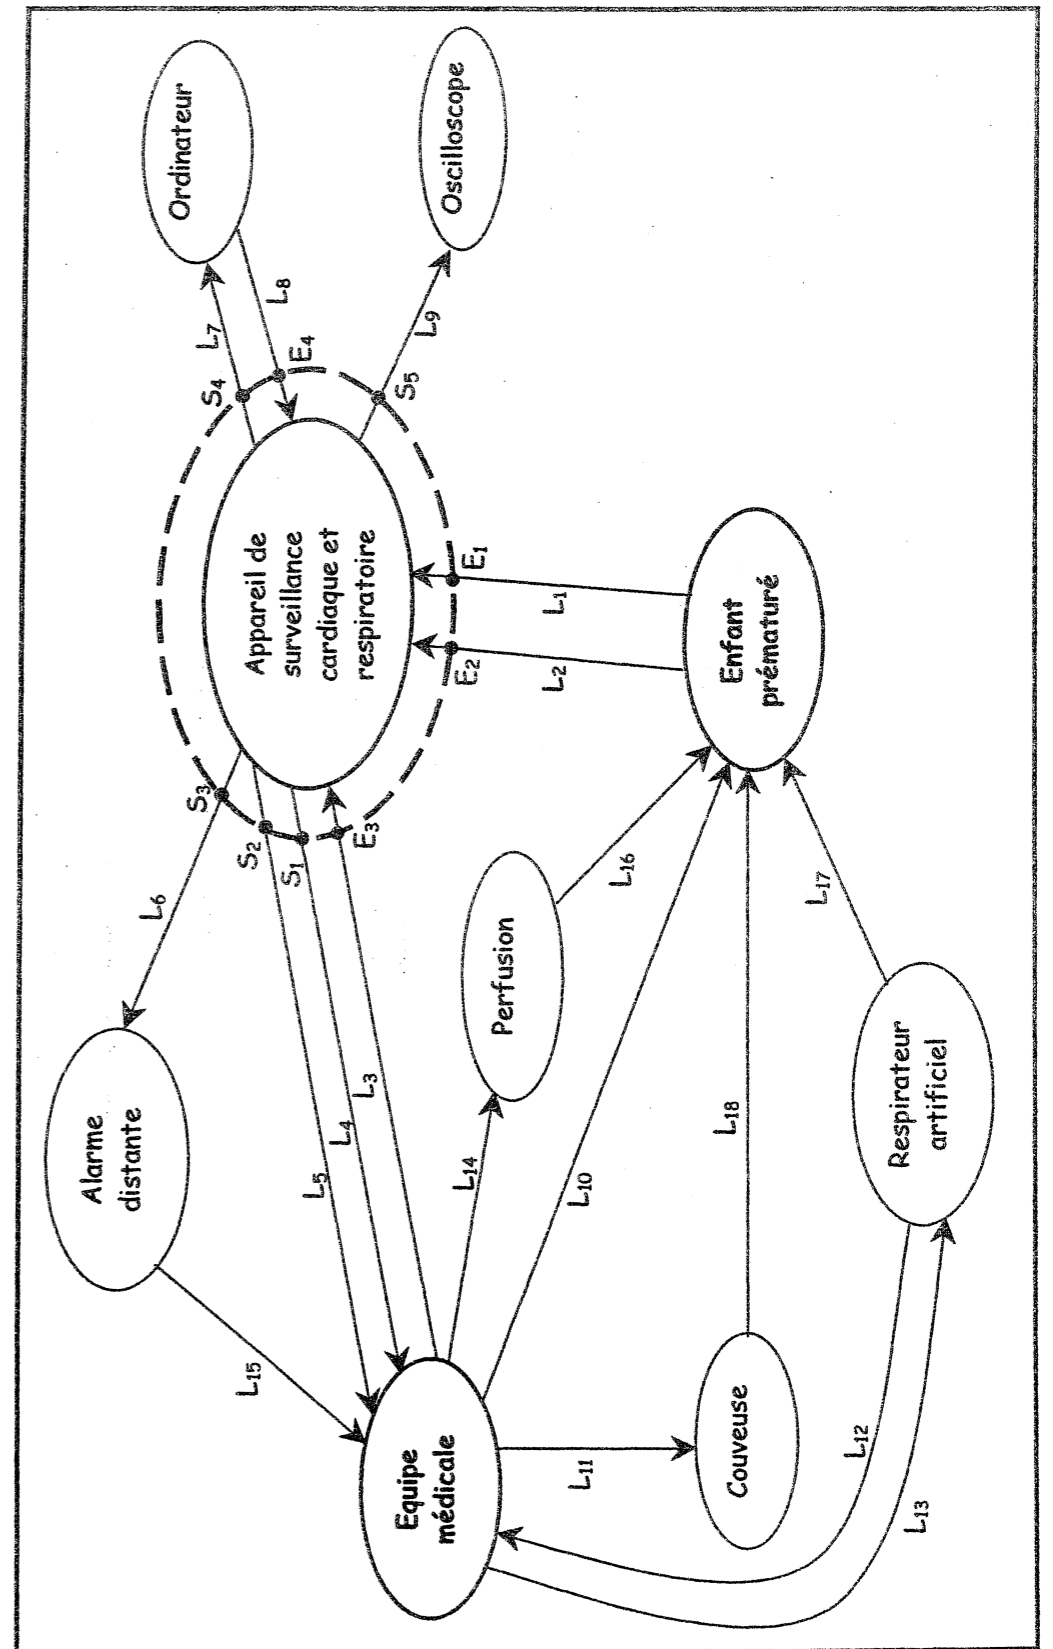 Alarme
distante
L6
L15
S3
S2
S1
E3
L5
L4
L3
Appareil de
surveillance
cardiaque et
respiratoire
S4
L7
L8
E4
Ordinateur
S5
L9
Oscilloscope
E2
E1
L2
L1
Equipe
médicale
L14
Perfusion
L16
L10
Enfant
prématuré
L11
L18
Couveuse
L17
Respirateur
artificiel
L12
L13